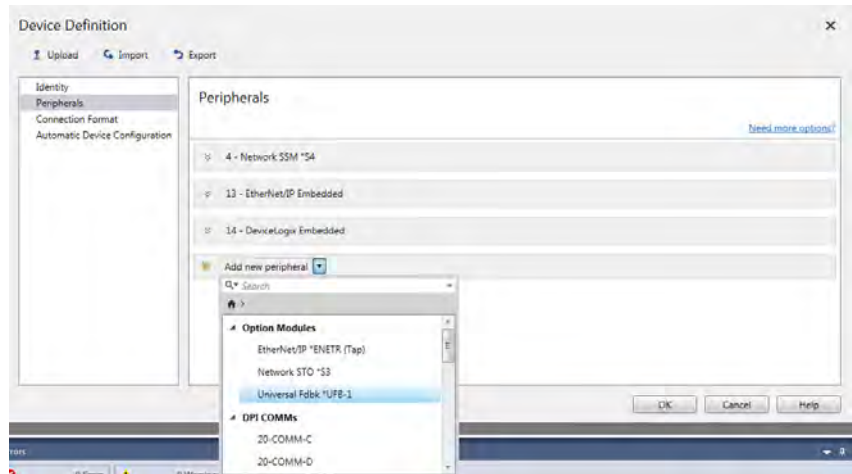 Device Definition
Upload Import Export
Identity
Peripherals
Connection Format
Automatic Device Configuration
Peripherals
Need more options?
4 - Network SSM *S4
13 - EtherNet/IP Embedded
14 - DeviceLogix Embedded
Add new peripheral
Search
Option Modules
EtherNet/IP *ENETR (Tap)
Network STO *S3
Universal Fdbk *UFB-1
DPI COMMs
20-COMM-C
20-COMM-D
OK Cancel Help